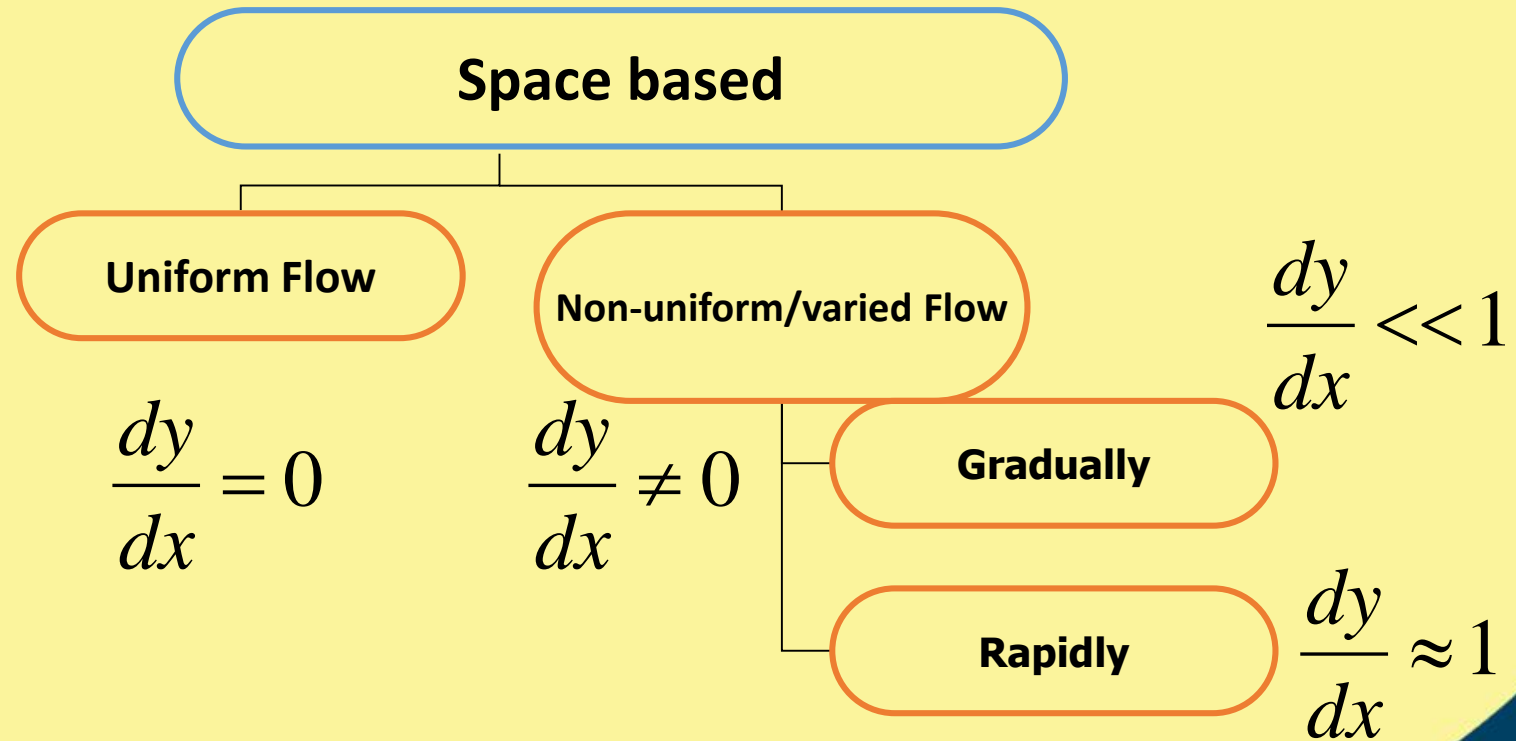 Space based
Uniform Flow
Non-uniform/varied Flow
dy/dx << 1
dy/dx = 0
dy/dx ≠ 0
Gradually
Rapidly
dy/dx ≈ 1